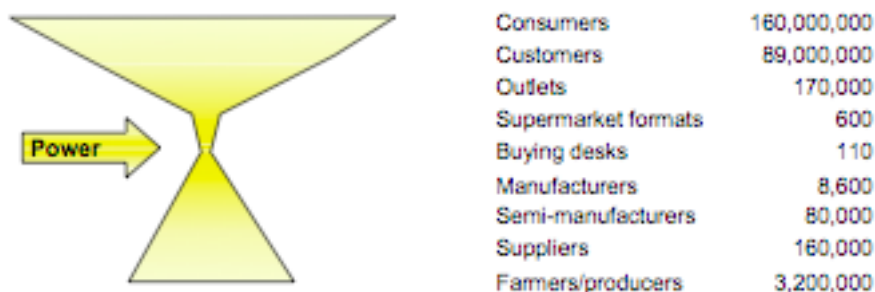 Power
Consumers 160,000,000
Customers 89,000,000
Outlets 170,000
Supermarket formats 600
Buying desks 110
Manufacturers 8,600
Semi-manufacturers 80,000
Suppliers 160,000
Farmers/producers 3,200,000